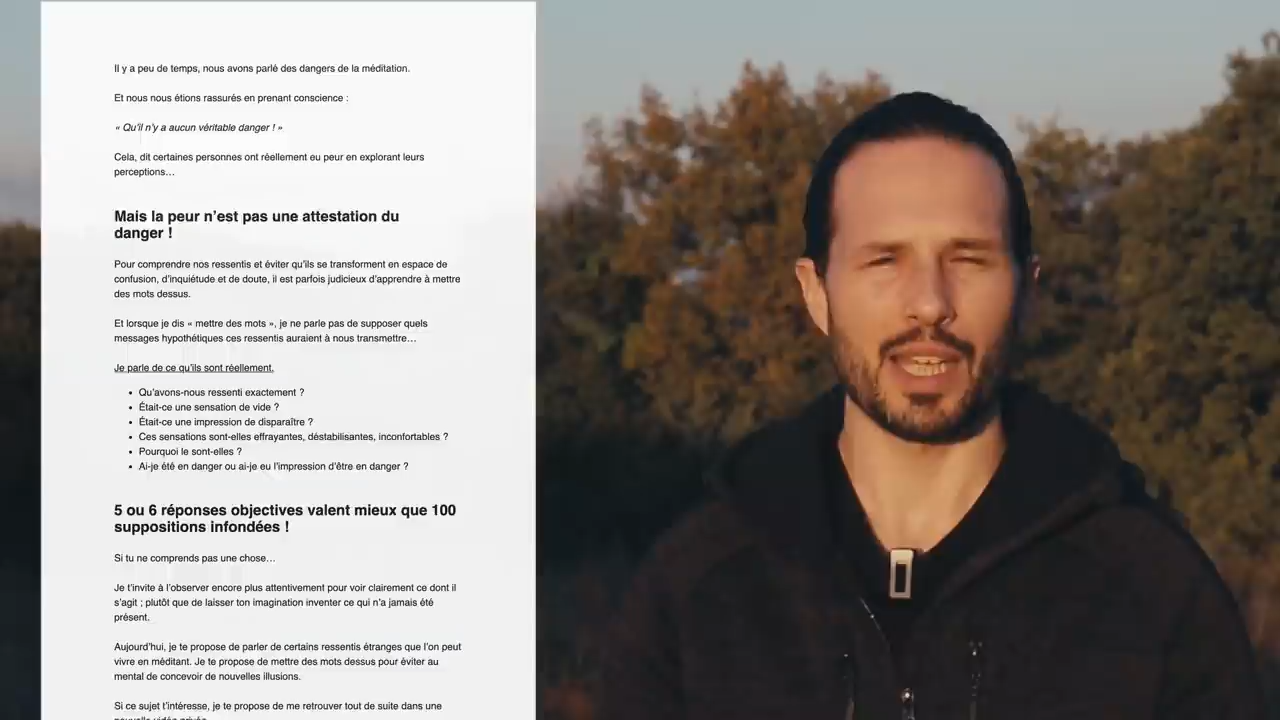 Il y a peu de temps, nous avons parlé des dangers de la méditation.
Et nous nous étions rassurés en prenant conscience :
« Qu'il n'y a aucun véritable danger ! »
Cela, dit certaines personnes ont réellement eu peur en explorant leurs
perceptions…
Mais la peur n'est pas une attestation du
danger !
Pour comprendre nos ressentis et éviter qu'ils se transforment en espace de
confusion, d'inquiétude et de doute, il est parfois judicieux d'apprendre à mettre
des mots dessus.
Et lorsque je dis « mettre des mots », je ne parle pas de supposer quels
messages hypothétiques ces ressentis auraient à nous transmettre…
Je parle de ce qu'ils sont réellement.
• Qu'avons-nous ressenti exactement ?
• Était-ce une sensation de vide ?
• Était-ce une impression de disparaître ?
• Ces sensations sont-elles effrayantes, déstabilisantes, inconfortables ?
• Pourquoi le sont-elles ?
• Ai-je été en danger ou ai-je eu l'impression d'être en danger ?
5 ou 6 réponses objectives valent mieux que 100
suppositions infondées !
Si tu ne comprends pas une chose…
Je t'invite à l'observer encore plus attentivement pour voir clairement ce dont il
s'agit ; plutôt que de laisser ton imagination inventer ce qui n'a jamais été
présent.
Aujourd'hui, je te propose de parler de certains ressentis étranges que l'on peut
vivre en méditant. Je te propose de mettre des mots dessus pour éviter au
mental de concevoir de nouvelles illusions.
Si ce sujet t'intéresse, je te propose de me retrouver tout de suite dans une